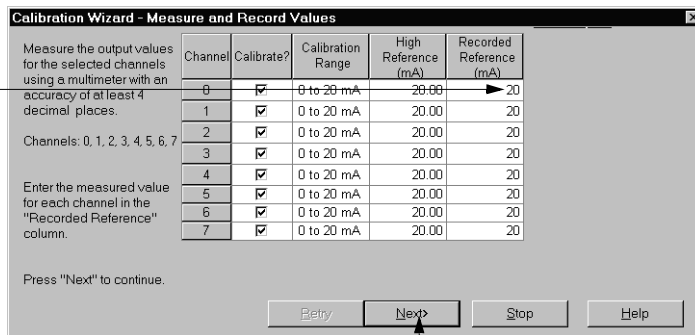 Calibration Wizard - Measure and Record Values
Measure the output values
for the selected channels
using a multimeter with an
accuracy of at least 4
decimal places.
Channels: 0, 1, 2, 3, 4, 5, 6, 7
Enter the measured value
for each channel in the
"Recorded Reference"
column.
Press "Next" to continue.
Channel Calibrate? Calibration Range High Reference (mA) Recorded Reference (mA)
0 0 to 20 mA 20.00 20
1 0 to 20 mA 20.00 20
2 0 to 20 mA 20.00 20
3 0 to 20 mA 20.00 20
4 0 to 20 mA 20.00 20
5 0 to 20 mA 20.00 20
6 0 to 20 mA 20.00 20
7 0 to 20 mA 20.00 20
Retry Next> Stop Help